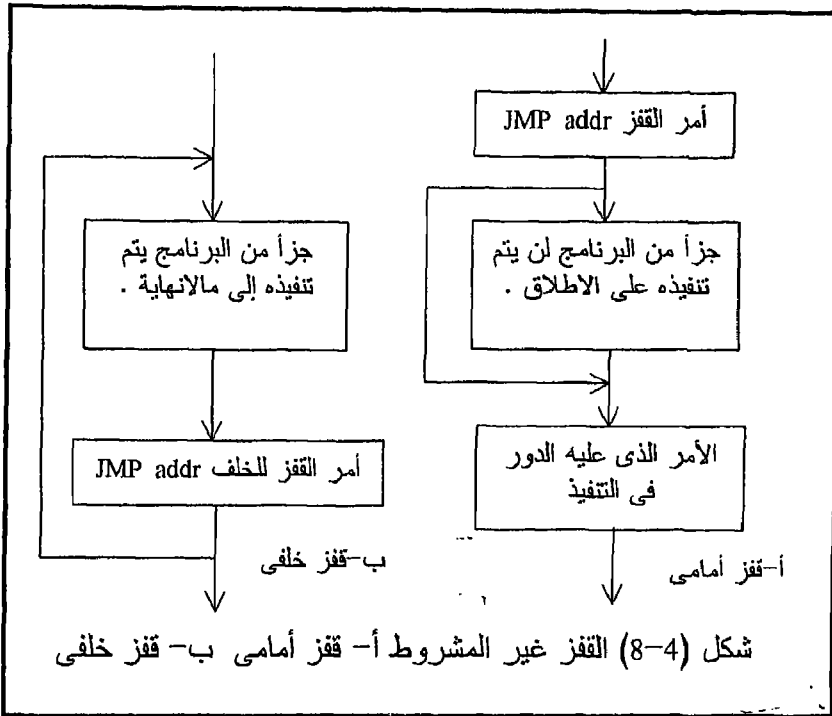 أمر القفز JMP addr
جزأ من البرنامج لن يتم
تنفيذه على الاطلاق .
الأمر الذى عليه الدور
فى التنفيذ
أ-قفز أمامى
جزأ من البرنامج يتم
تنفيذه إلى مالانهاية .
أمر القفز للخلف JMP addr
ب-قفز خلفى
شكل (4-8) القفز غير المشروط أ- قفز أمامى ب- قفز خلفى